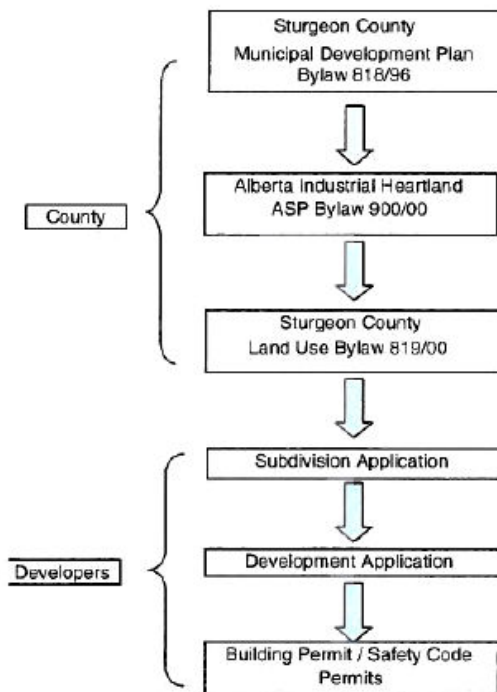 Sturgeon County
Municipal Development Plan
Bylaw 818/96
Alberta Industrial Heartland
ASP Bylaw 900/00
County
Sturgeon County
Land Use Bylaw 819/00
Subdivision Application
Development Application
Developers
Building Permit / Safety Code
Permits